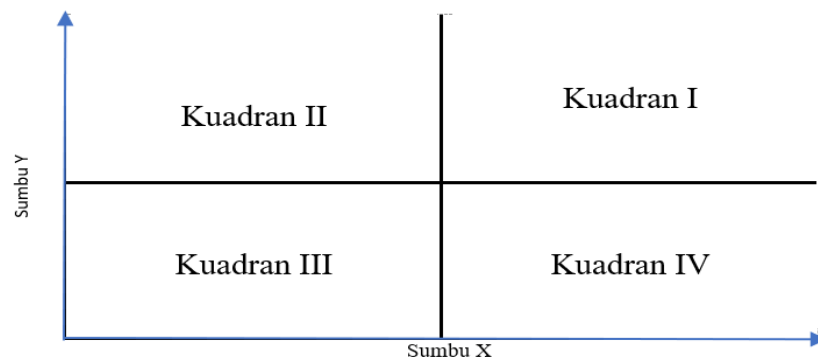 Kuadran II
Kuadran I
Sumbu Y
Kuadran III
Kuadran IV
Sumbu X